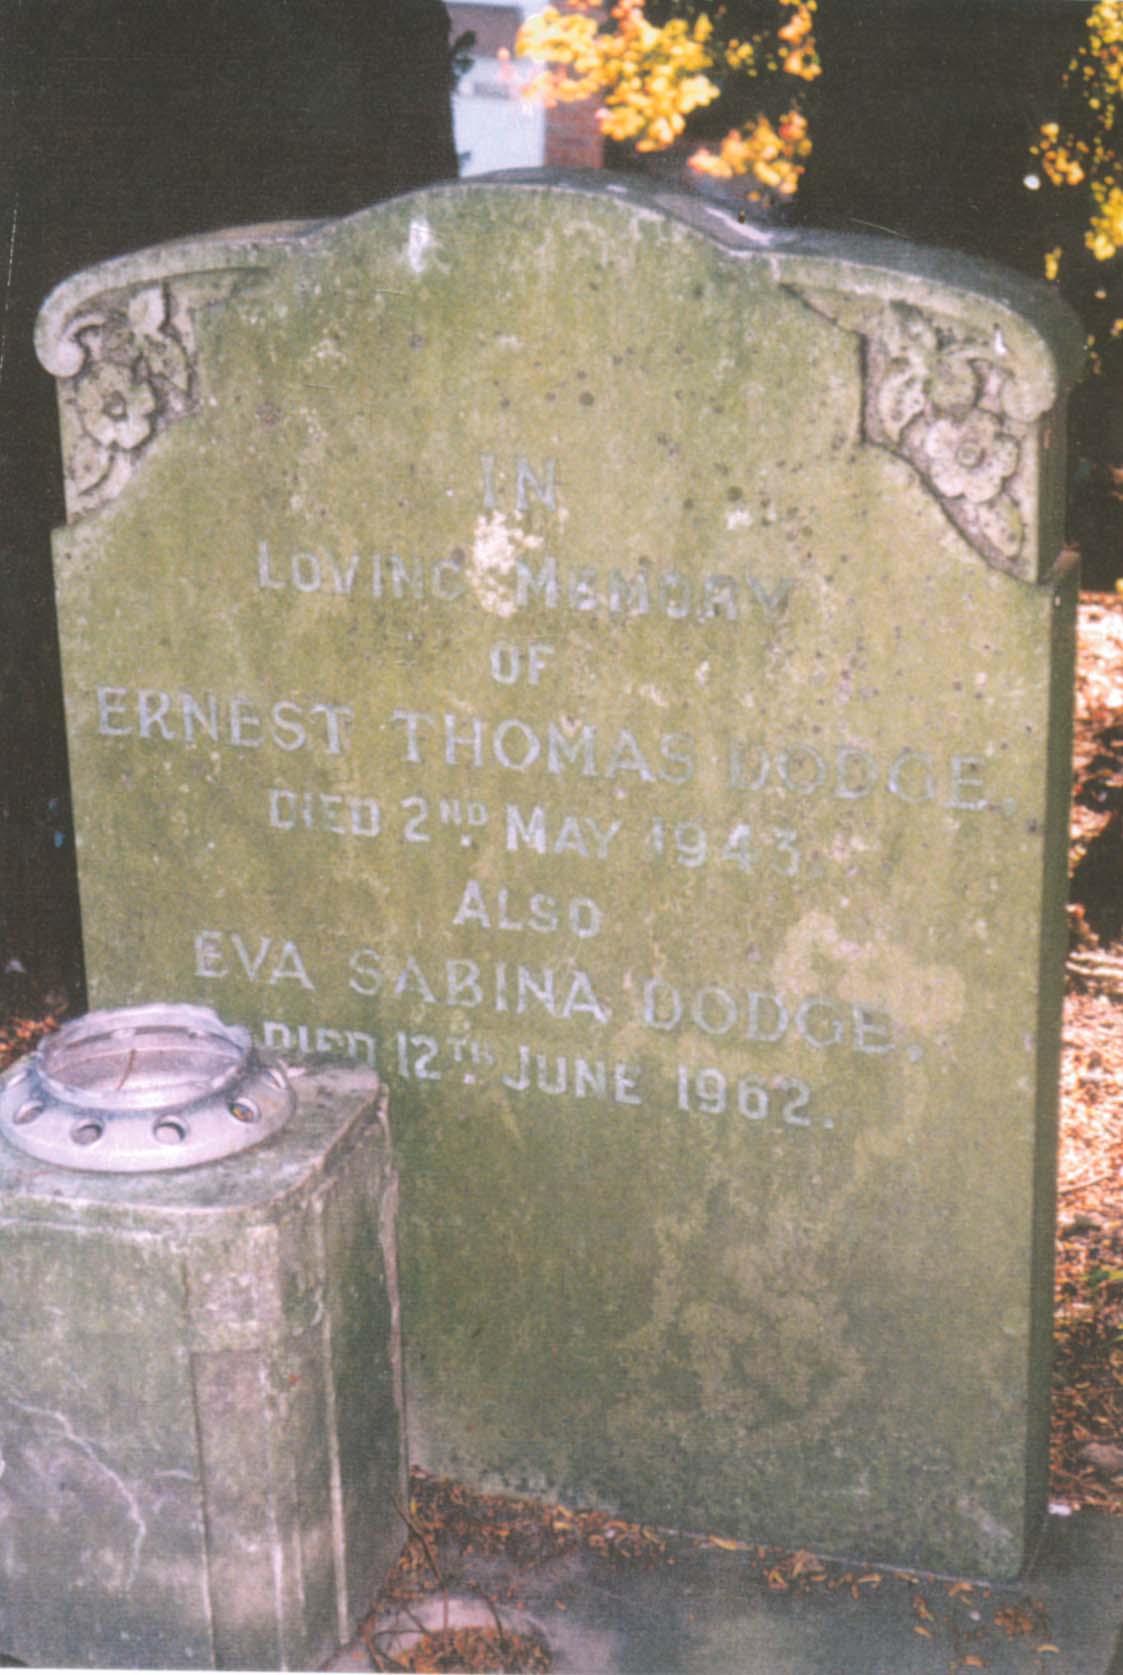 IN
LOVING MEMORY
OF
ERNEST THOMAS DODGE.
DIED 2ND MAY 1943.
ALSO
EVA SABINA DODGE.
DIED 12TH JUNE 1962.